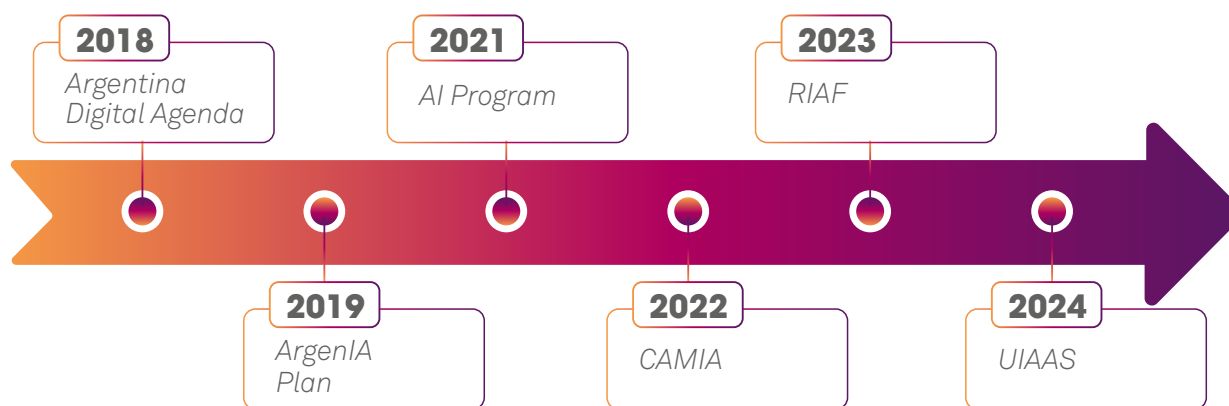 2018
Argentina
Digital Agenda
2019
ArgenIA
Plan
2021
AI Program
2022
CAMIA
2023
RIAF
2024
UIAAS